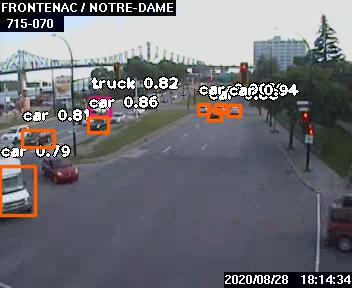 FRONTENAC / NOTRE-DAME
715-070
truck 0.82
car 0.86
car 0.81
car 0.79
2020/08/28 18:14:34